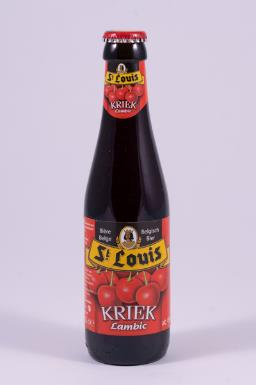 St Louis
KRIEK
Lambic
Bière Belgisch
Belge Bier
St Louis
KRIEK
Lambic